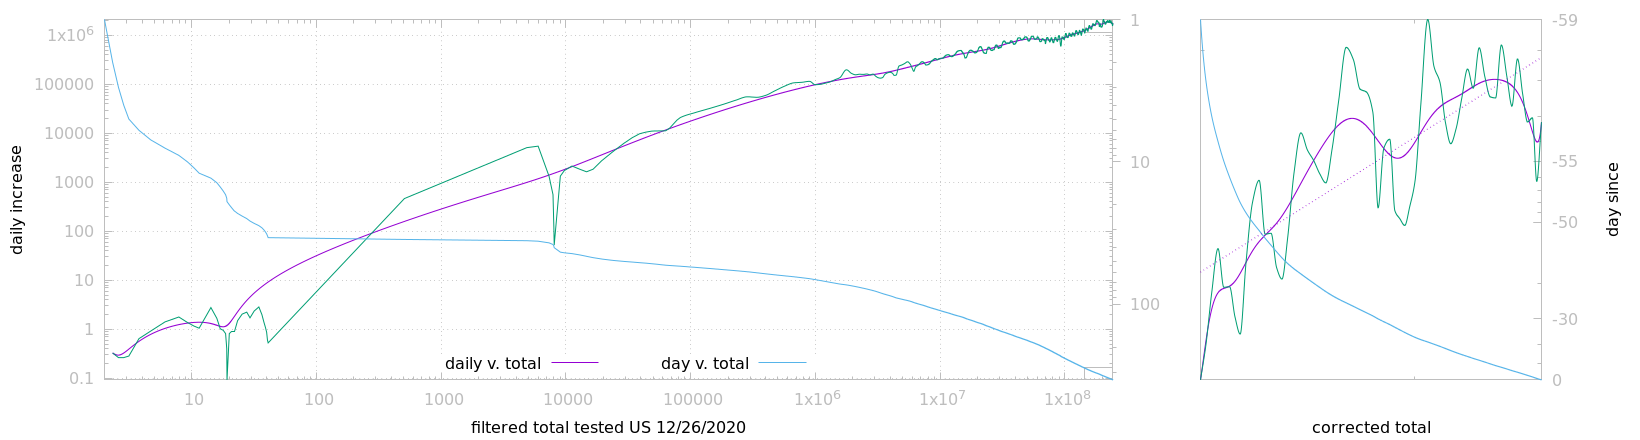 1x10⁶
100000
10000
1000
100
10
1
0.1
daily increase
10
100
1000
10000
100000
1x10⁶
1x10⁷
1x10⁸
filtered total tested US 12/26/2020
daily v. total
day v. total
1
10
100
-59
-55
-50
-30
0
day since
corrected total